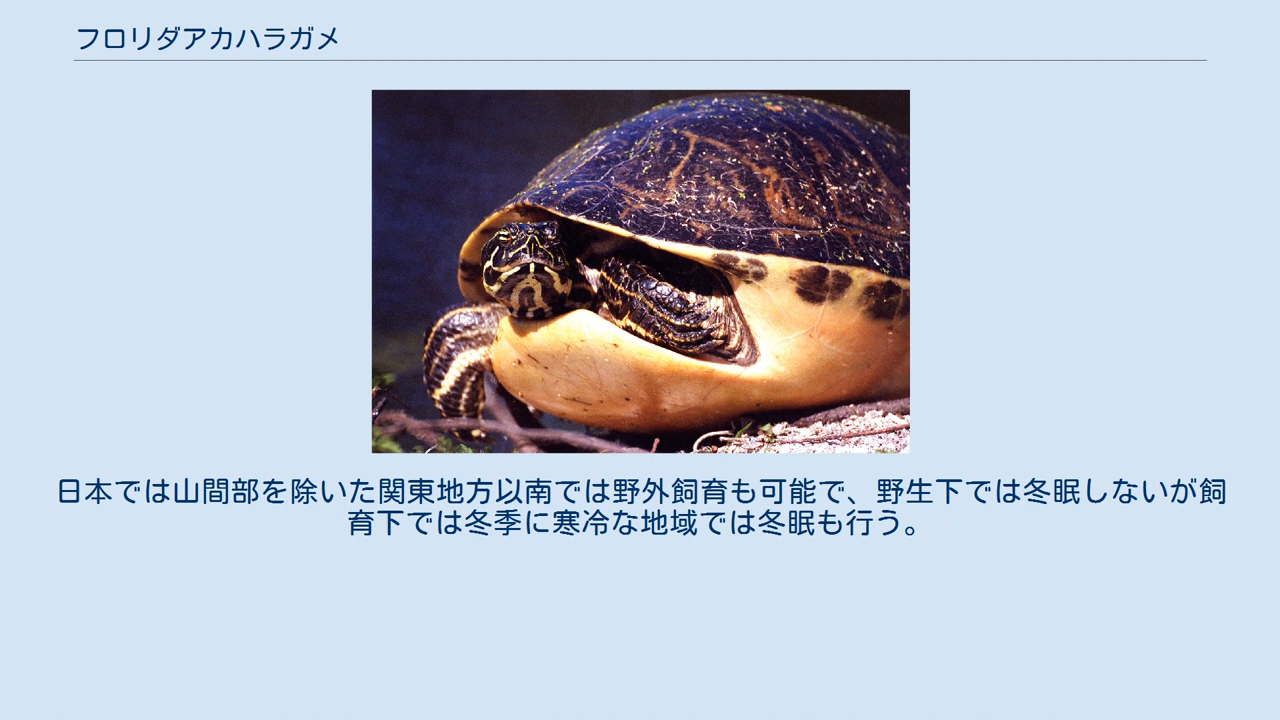 フロリダアカハラガメ
日本では山間部を除いた関東地方以南では野外飼育も可能で、野生下では冬眠しないが飼
育下では冬季に寒冷な地域では冬眠も行う。